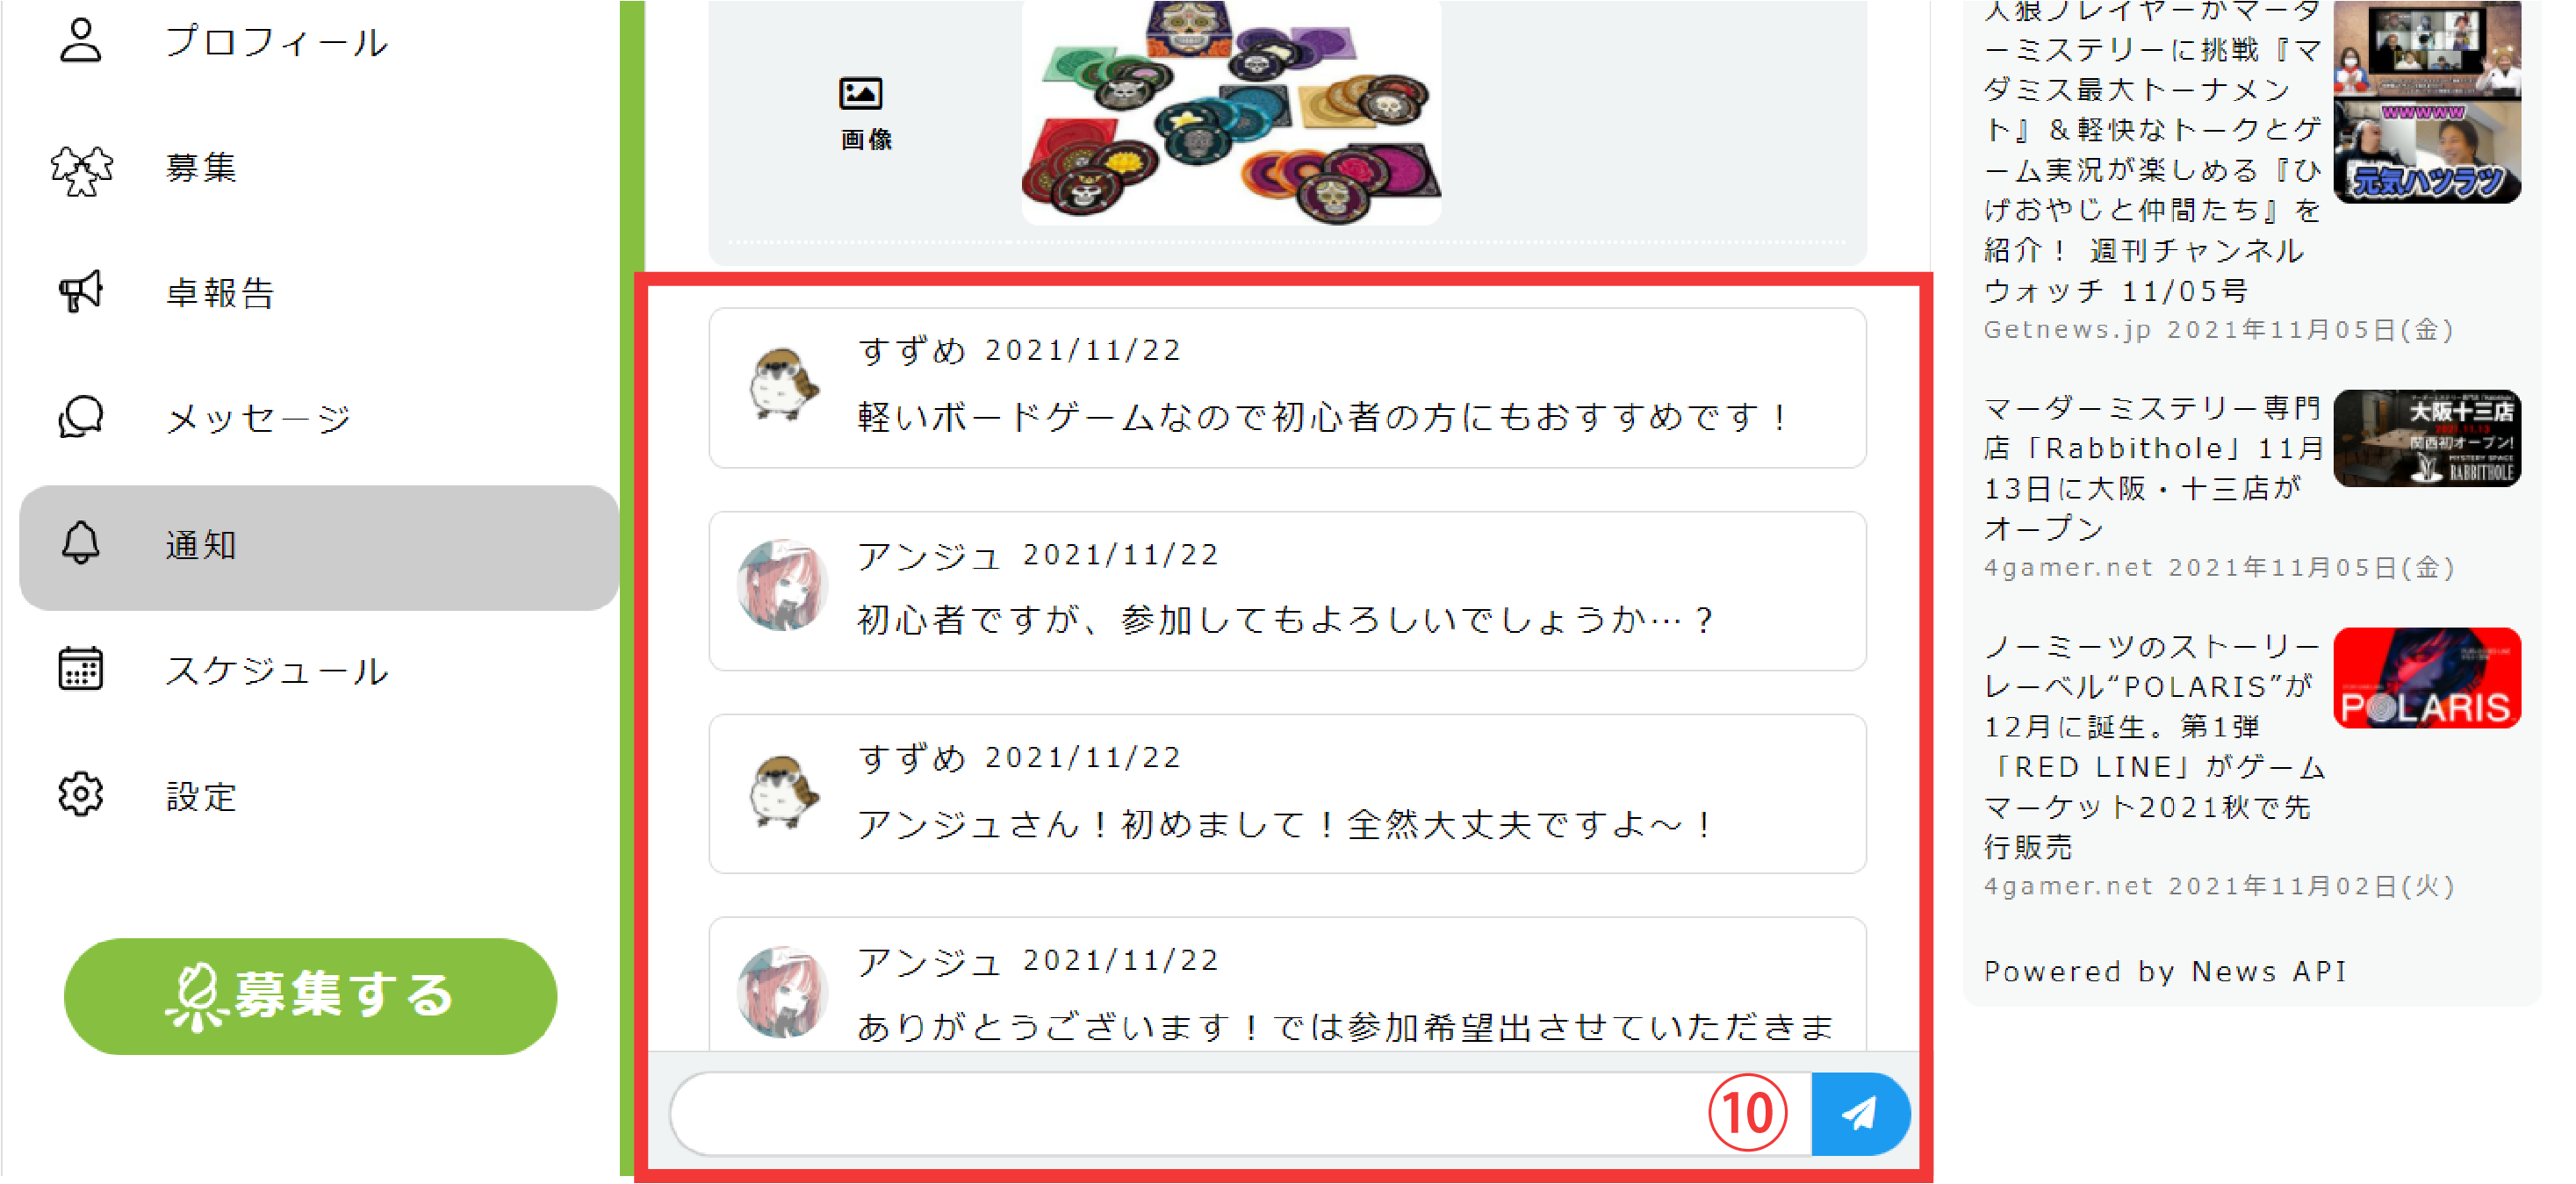 プロフィール
募集
卓報告
メッセージ
通知
スケジュール
設定
募集する
画像
すずめ 2021/11/22
軽いボードゲームなので初心者の方にもおすすめです！
アンジュ 2021/11/22
初心者ですが、参加してもよろしいでしょうか…？
すずめ 2021/11/22
アンジュさん！初めまして！全然大丈夫ですよ～！
アンジュ 2021/11/22
ありがとうございます！では参加希望出させていただきま
⑩
人狼プレイヤーがマーダ
ーミステリーに挑戦『マ
ダミス最大トーナメン
ト』＆軽快なトークとゲ
ーム実況が楽しめる『ひ
げおやじと仲間たち』を
紹介！ 週刊チャンネル
ウォッチ 11/05号
Getnews.jp 2021年11月05日(金)
wwwww
元気ハツラツ
マーダーミステリー専門
店「Rabbithole」11月
13日に大阪・十三店が
オープン
4gamer.net 2021年11月05日(金)
大阪十三店
2021.11.13
関西初オープン!
MYSTERY SPACE
RABBITHOLE
ノーミーツのストーリー
レーベル“POLARIS”が
12月に誕生。第1弾
「RED LINE」がゲーム
マーケット2021秋で先
行販売
4gamer.net 2021年11月02日(火)
POLARIS
Powered by News API